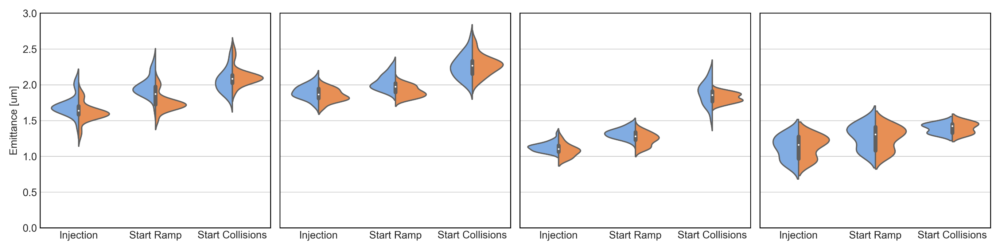 Emittance [um]
3.0
2.5
2.0
1.5
1.0
0.5
0.0
Injection Start Ramp Start Collisions
Injection Start Ramp Start Collisions
Injection Start Ramp Start Collisions
Injection Start Ramp Start Collisions